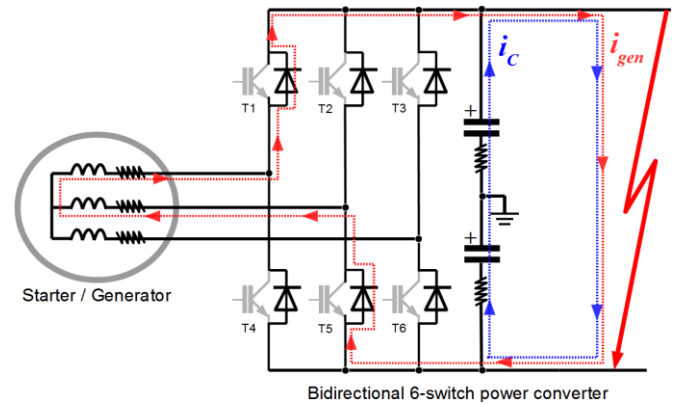 i_C
i_gen
T1
T2
T3
+
Starter / Generator
+
T4
T5
T6
Bidirectional 6-switch power converter